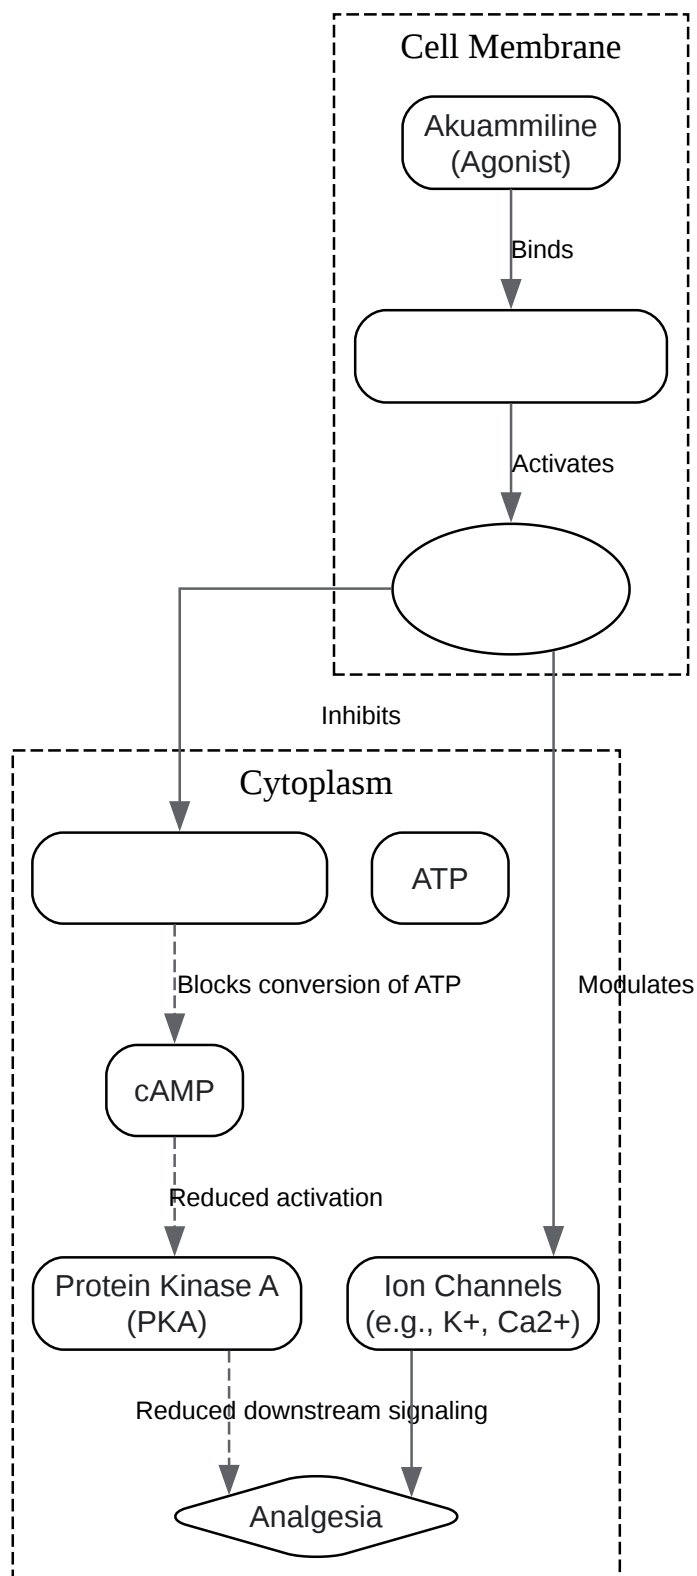 Cell Membrane
Akuammiline
(Agonist)
Binds
Activates
Inhibits
Cytoplasm
ATP
Blocks conversion of ATP
Modulates
cAMP
Reduced activation
Protein Kinase A
(PKA)
Ion Channels
(e.g., K+, Ca2+)
Reduced downstream signaling
Analgesia